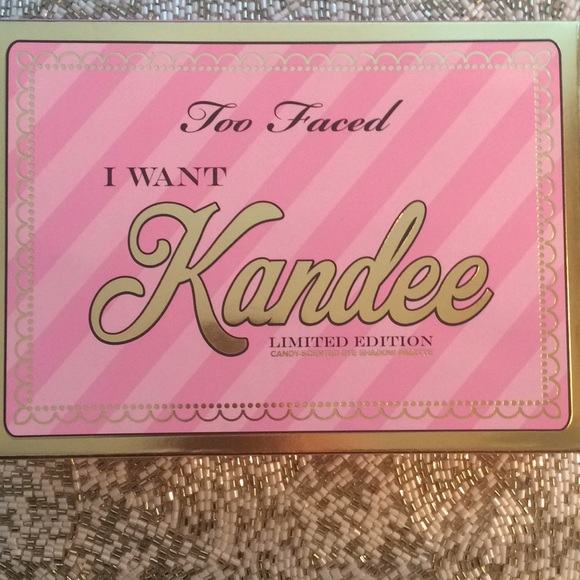 Too Faced
I WANT
Kandee
LIMITED EDITION
CANDY-SCENTED EYE SHADOW PALETTE